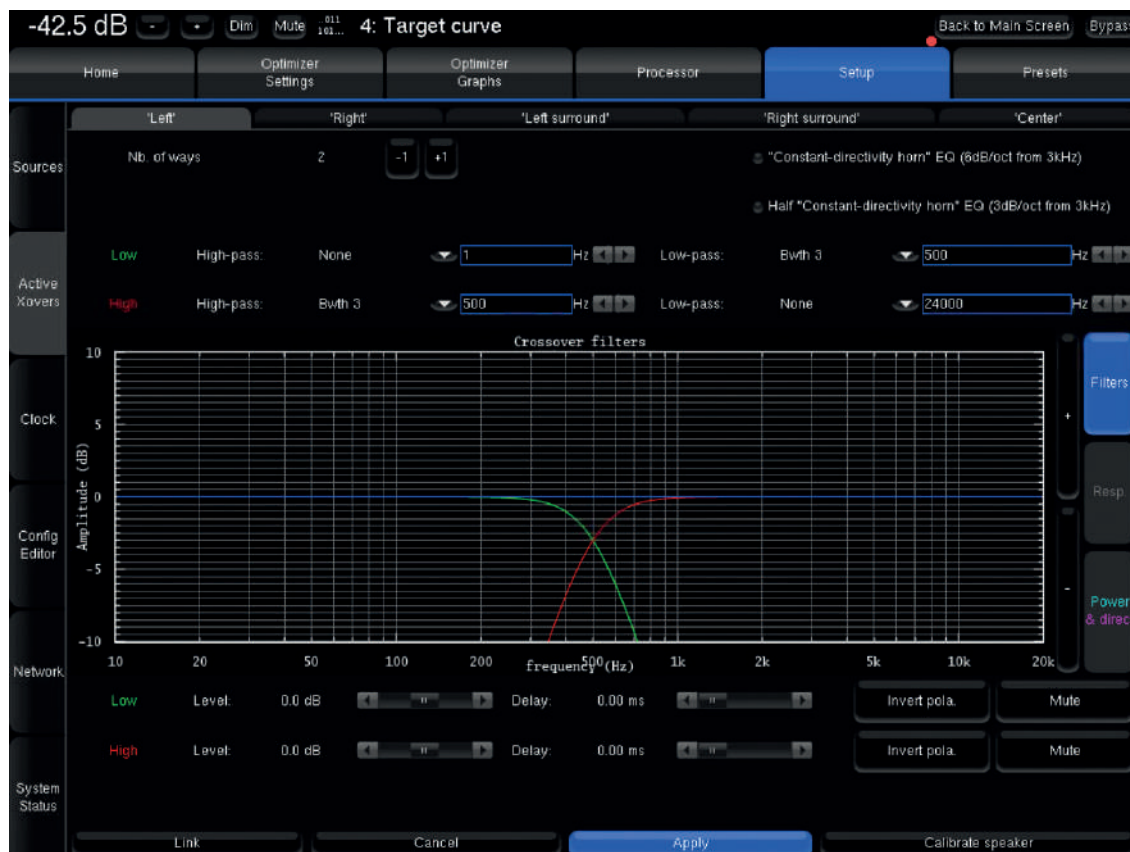 -42.5 dB - + Dim Mute ..011 101... 4: Target curve Back to Main Screen Bypas
Home Optimizer Settings Optimizer Graphs Processor Setup Presets
'Left' 'Right' 'Left surround' 'Right surround' 'Center'
Sources
Nb. of ways 2 -1 +1 "Constant-directivity horn" EQ (6dB/oct from 3kHz)
Half "Constant-directivity horn" EQ (3dB/oct from 3kHz)
Active Xovers
Low High-pass: None 1 Hz Low-pass: Bwth 3 500 Hz
High High-pass: Bwth 3 500 Hz Low-pass: None 24000 Hz
Crossover filters
10
5
0
-5
-10
Amplitude (dB)
10 20 50 100 200 500 1k 2k 5k 10k 20k
frequency (Hz)
+
-
Filters
Resp.
Power & direc
Clock
Config Editor
Network
System Status
Low Level: 0.0 dB Delay: 0.00 ms Invert pola. Mute
High Level: 0.0 dB Delay: 0.00 ms Invert pola. Mute
Link Cancel Apply Calibrate speaker